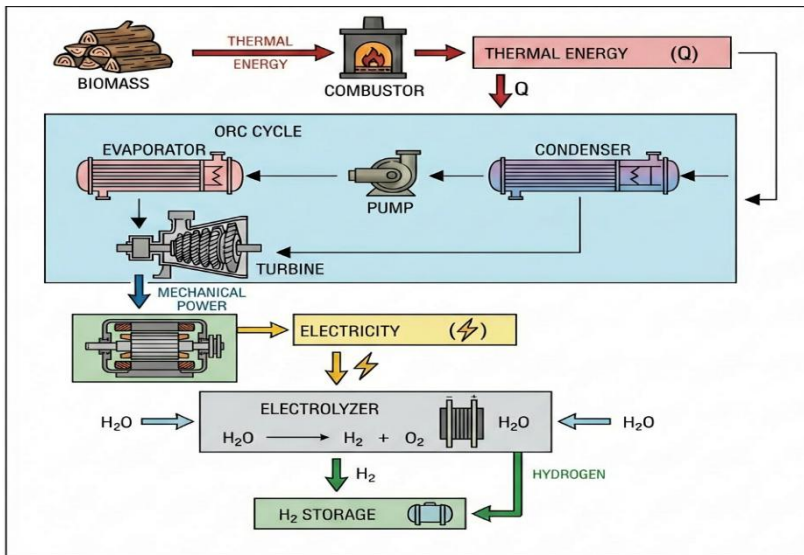 THERMAL
ENERGY
BIOMASS
COMBUSTOR
THERMAL ENERGY (Q)
Q
ORC CYCLE
EVAPORATOR
CONDENSER
PUMP
TURBINE
MECHANICAL
POWER
ELECTRICITY ( )
ELECTROLYZER
− +
H₂O
H₂O → H₂ + O₂
H₂O
H₂O
H₂
HYDROGEN
H₂ STORAGE